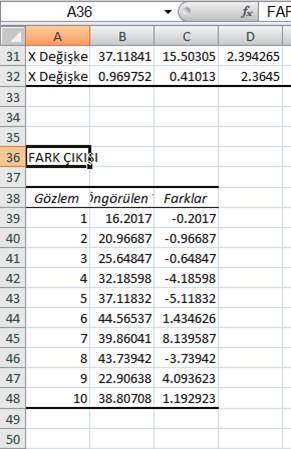 A36 fx FAR
A B C D
31 X Değişke 37.11841 15.50305 2.394265
32 X Değişke 0.969752 0.41013 2.3645
33
34
35
36 FARK ÇIKIŞI
37
38 Gözlem Öngörülen Farklar
39 1 16.2017 -0.2017
40 2 20.96687 -0.96687
41 3 25.64847 -0.64847
42 4 32.18598 -4.18598
43 5 37.11832 -5.11832
44 6 44.56537 1.434626
45 7 39.86041 8.139587
46 8 43.73942 -3.73942
47 9 22.90638 4.093623
48 10 38.80708 1.192923
49
50